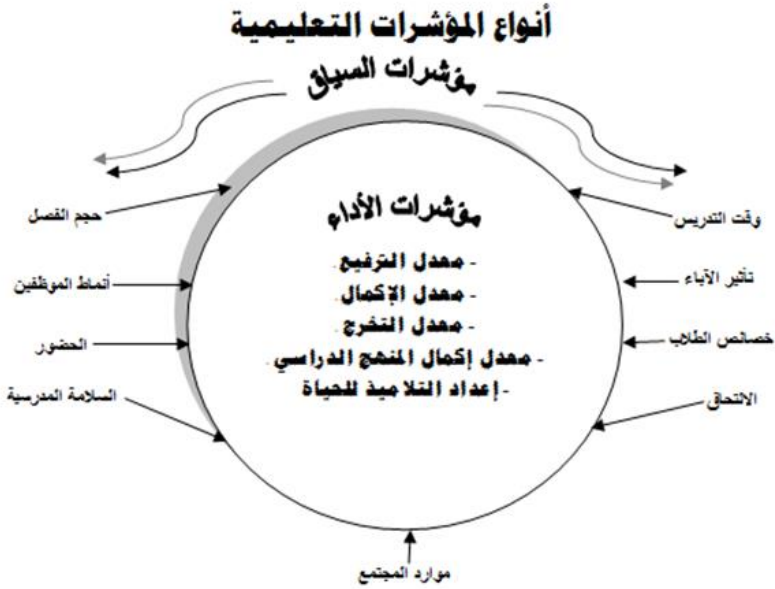 أنواع المؤشرات التعليمية
مؤشرات السياق
وقت التدريس
حجم الفصل
مؤشرات الأداء
- معدل الترفيع.
تأثير الآباء
أنماط الموظفين
- معدل الإكمال.
- معدل التخرج.
خصائص الطلاب
الحضور
- معدل إكمال المنهج الدراسي.
- إعداد التلاميذ للحياة
الالتحاق
السلامة المدرسية
موارد المجتمع